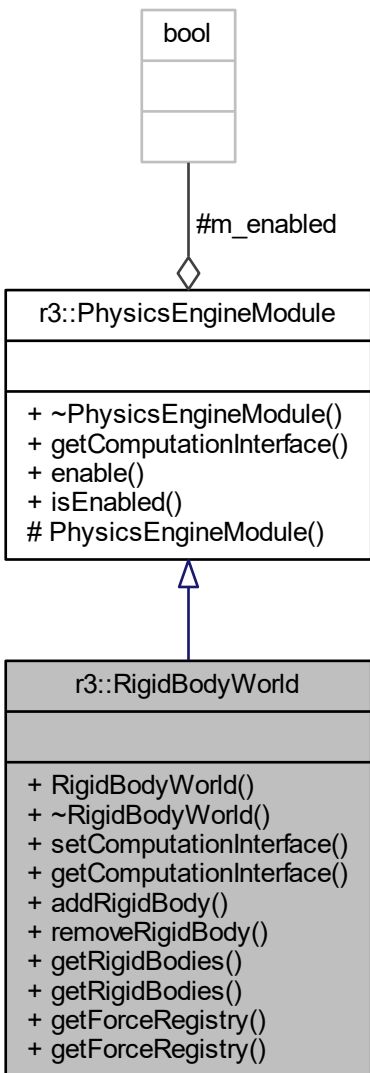 bool
#m_enabled
r3::PhysicsEngineModule
+ ~PhysicsEngineModule()
+ getComputationInterface()
+ enable()
+ isEnabled()
# PhysicsEngineModule()
r3::RigidBodyWorld
+ RigidBodyWorld()
+ ~RigidBodyWorld()
+ setComputationInterface()
+ getComputationInterface()
+ addRigidBody()
+ removeRigidBody()
+ getRigidBodies()
+ getRigidBodies()
+ getForceRegistry()
+ getForceRegistry()